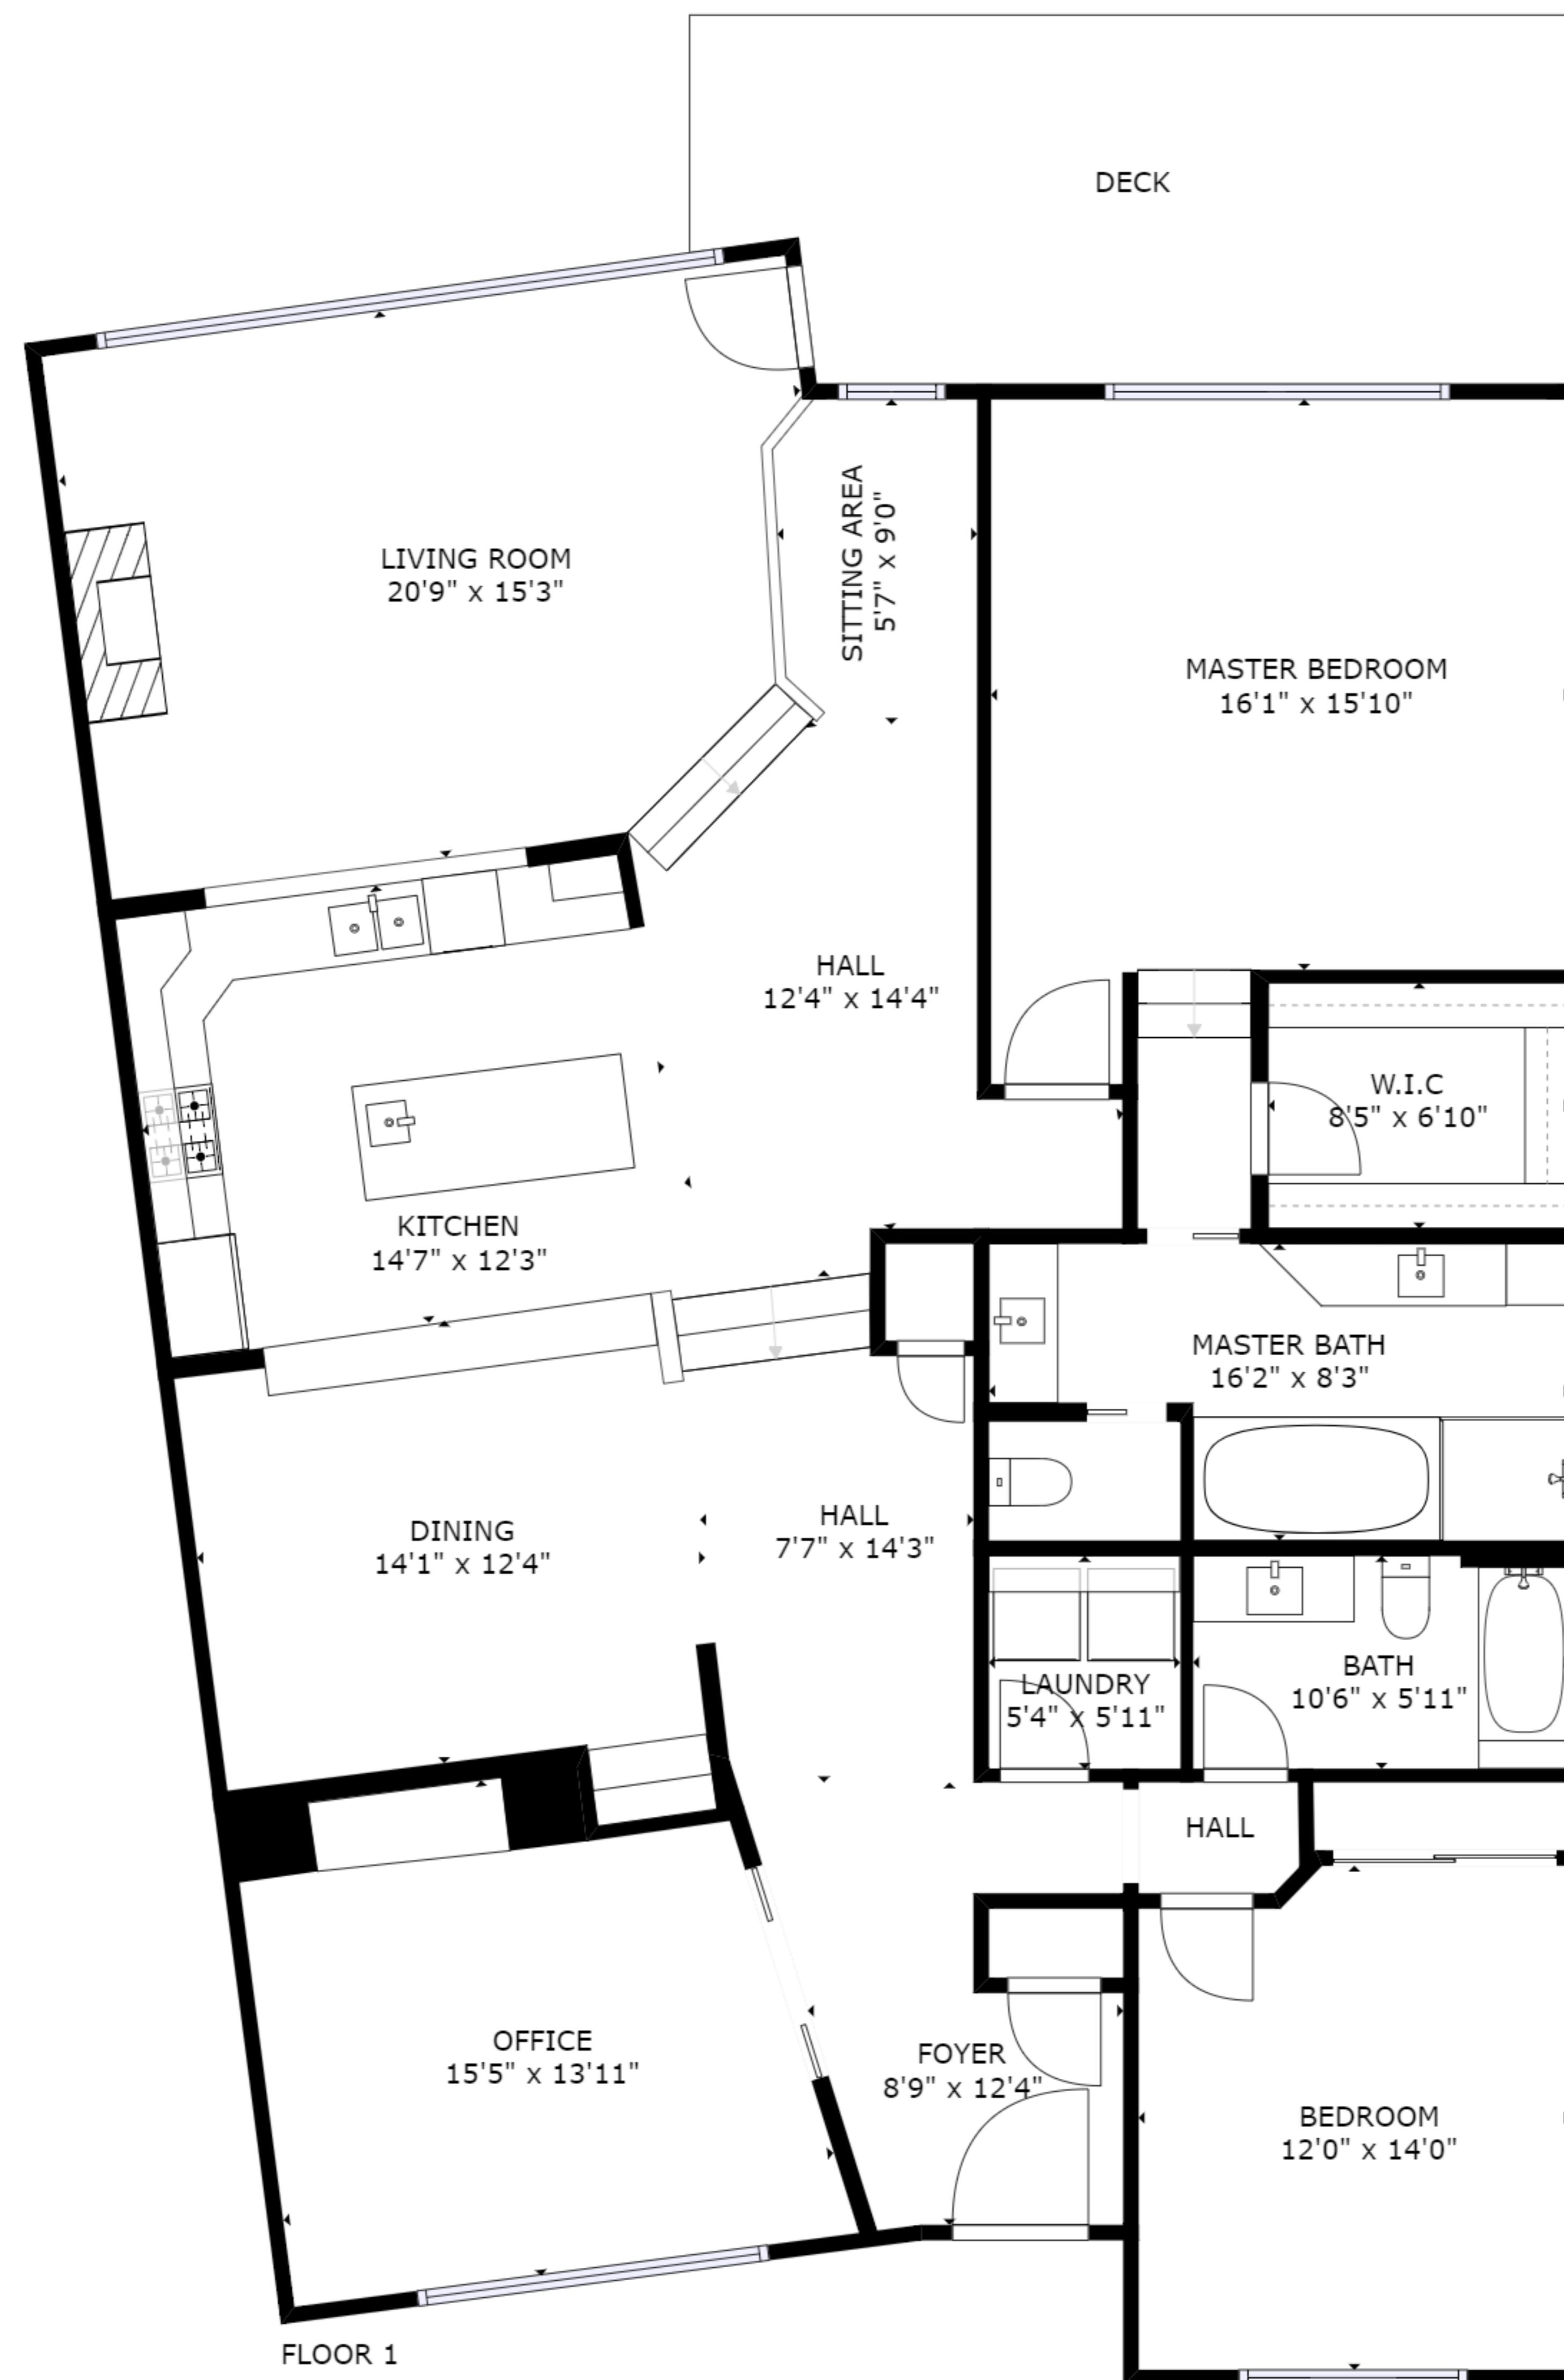 DECK
LIVING ROOM
20'9" x 15'3"
SITTING AREA
5'7" x 9'0"
MASTER BEDROOM
16'1" x 15'10"
HALL
12'4" x 14'4"
W.I.C
8'5" x 6'10"
KITCHEN
14'7" x 12'3"
MASTER BATH
16'2" x 8'3"
DINING
14'1" x 12'4"
HALL
7'7" x 14'3"
LAUNDRY
5'4" x 5'11"
BATH
10'6" x 5'11"
HALL
OFFICE
15'5" x 13'11"
FOYER
8'9" x 12'4"
BEDROOM
12'0" x 14'0"
FLOOR 1